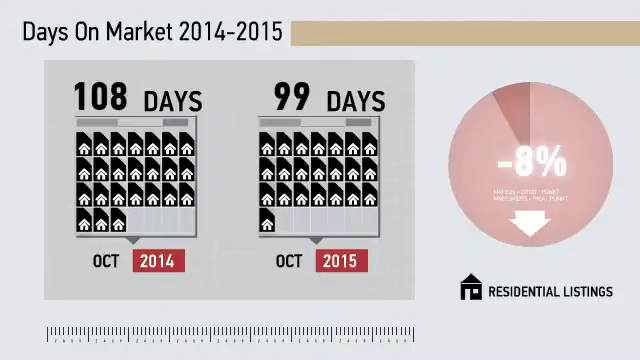 Days On Market 2014-2015
108 DAYS
99 DAYS
OCT 2014
OCT 2015
-8%
RESIDENTIAL LISTINGS